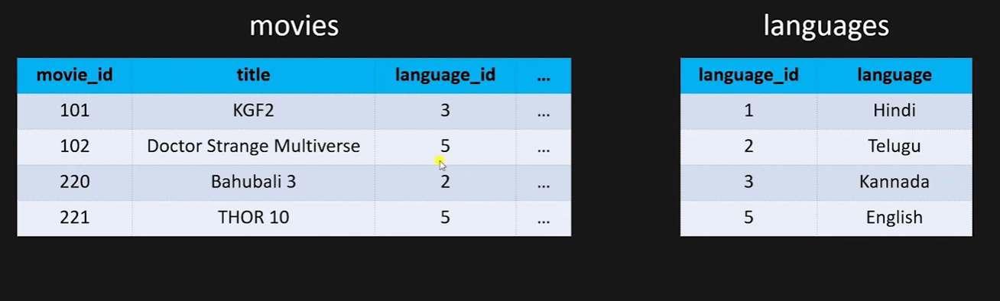 movies
movie_id title language_id ...
101 KGF2 3 ...
102 Doctor Strange Multiverse 5 ...
220 Bahubali 3 2 ...
221 THOR 10 5 ...
languages
language_id language
1 Hindi
2 Telugu
3 Kannada
5 English